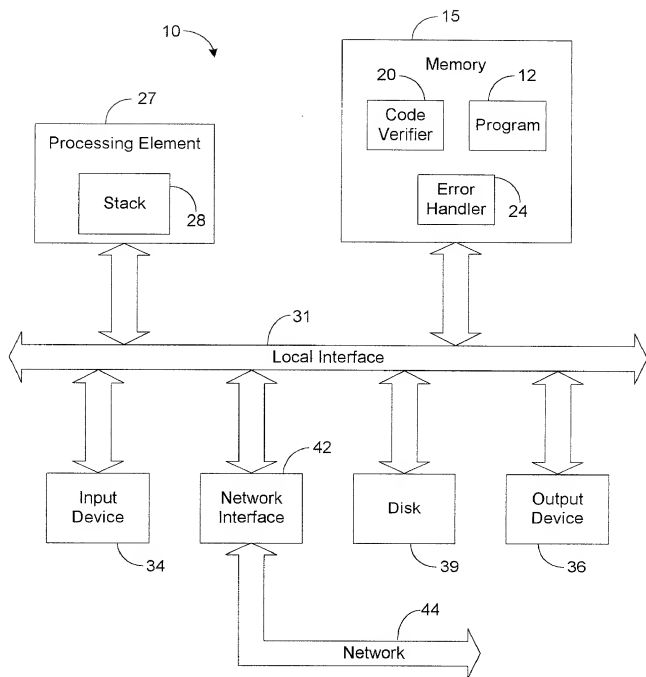 10
15
Memory
20
12
Code
Verifier
Program
Error
Handler
24
27
Processing Element
Stack
28
31
Local Interface
42
Input
Device
34
Network
Interface
Disk
39
Output
Device
36
44
Network